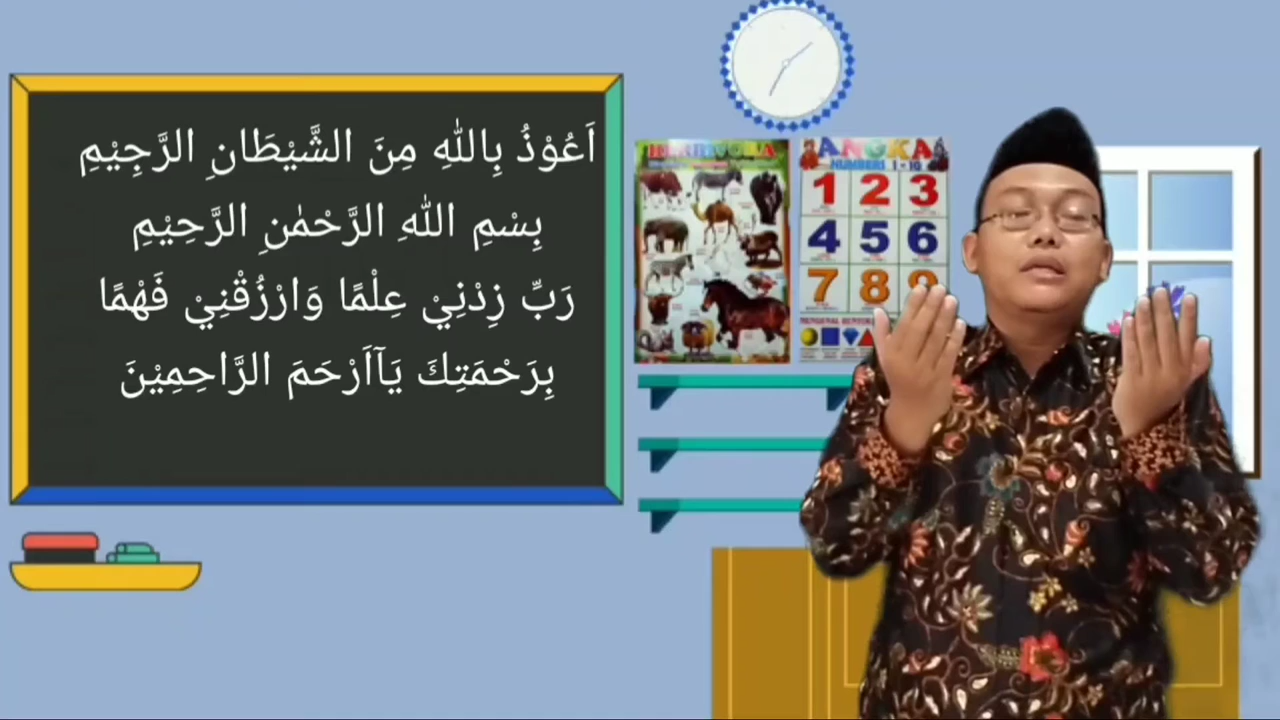 اَعُوْذُ بِاللّٰهِ مِنَ الشَّيْطَانِ الرَّجِيْمِ
بِسْمِ اللّٰهِ الرَّحْمٰنِ الرَّحِيْمِ
رَبِّ زِدْنِيْ عِلْمًا وَارْزُقْنِيْ فَهْمًا
بِرَحْمَتِكَ يَآاَرْحَمَ الرَّاحِمِيْنَ
ANGKA
NUMBERS 1 - 10
1 2 3
4 5 6
7 8 9